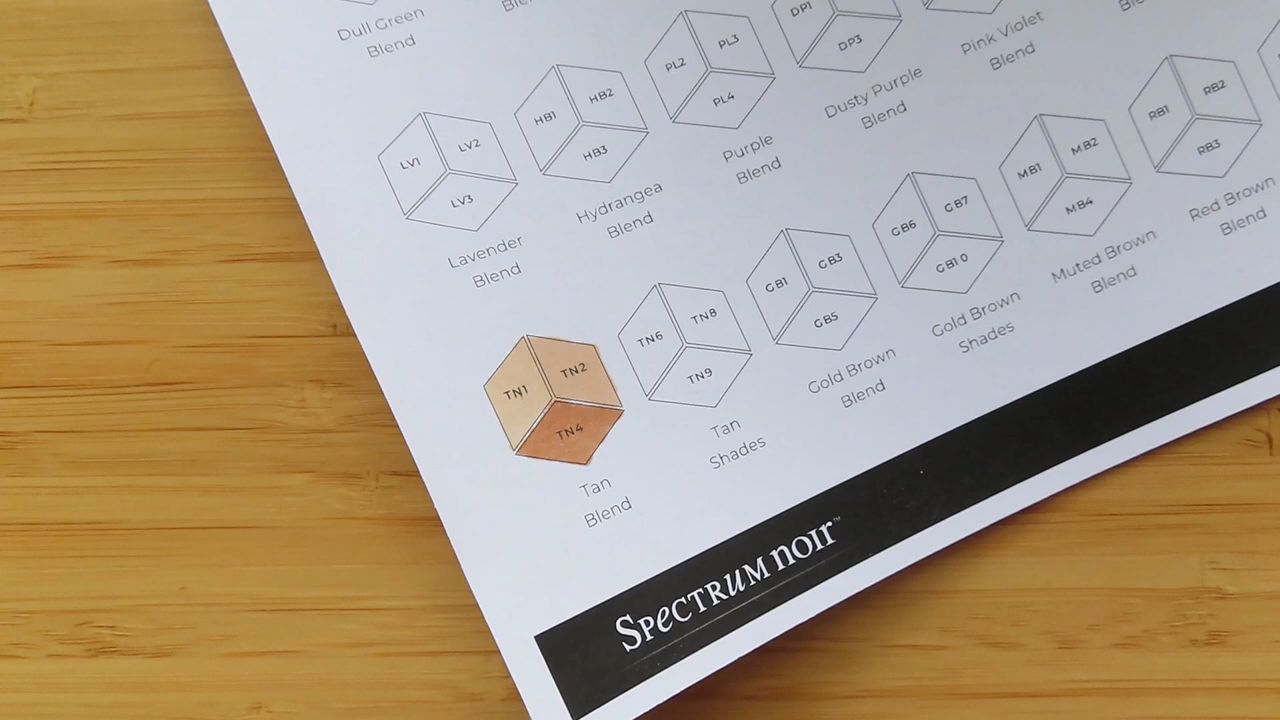 Dull Green
Blend
PL2
PL3
PL4
Purple
Blend
DP1
DP3
Dusty Purple
Blend
Pink Violet
Blend
LV1
LV2
LV3
Lavender
Blend
HB1
HB2
HB3
Hydrangea
Blend
TN1
TN2
TN4
Tan
Blend
TN6
TN8
TN9
Tan
Shades
GB1
GB3
GB5
Gold Brown
Blend
GB6
GB7
GB10
Gold Brown
Shades
MB1
MB2
MB4
Muted Brown
Blend
RB1
RB2
RB3
Red Brown
Blend
SPECTRUM NOIR™